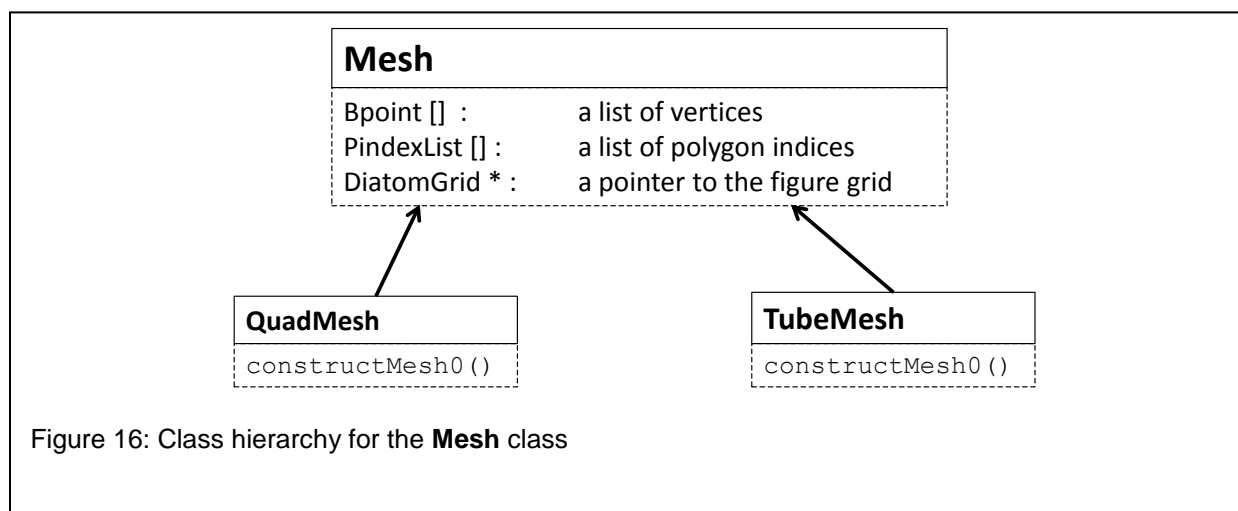 Mesh
Bpoint [] : a list of vertices
PindexList [] : a list of polygon indices
DiatomGrid * : a pointer to the figure grid
QuadMesh
constructMesh0()
TubeMesh
constructMesh0()
Figure 16: Class hierarchy for the Mesh class